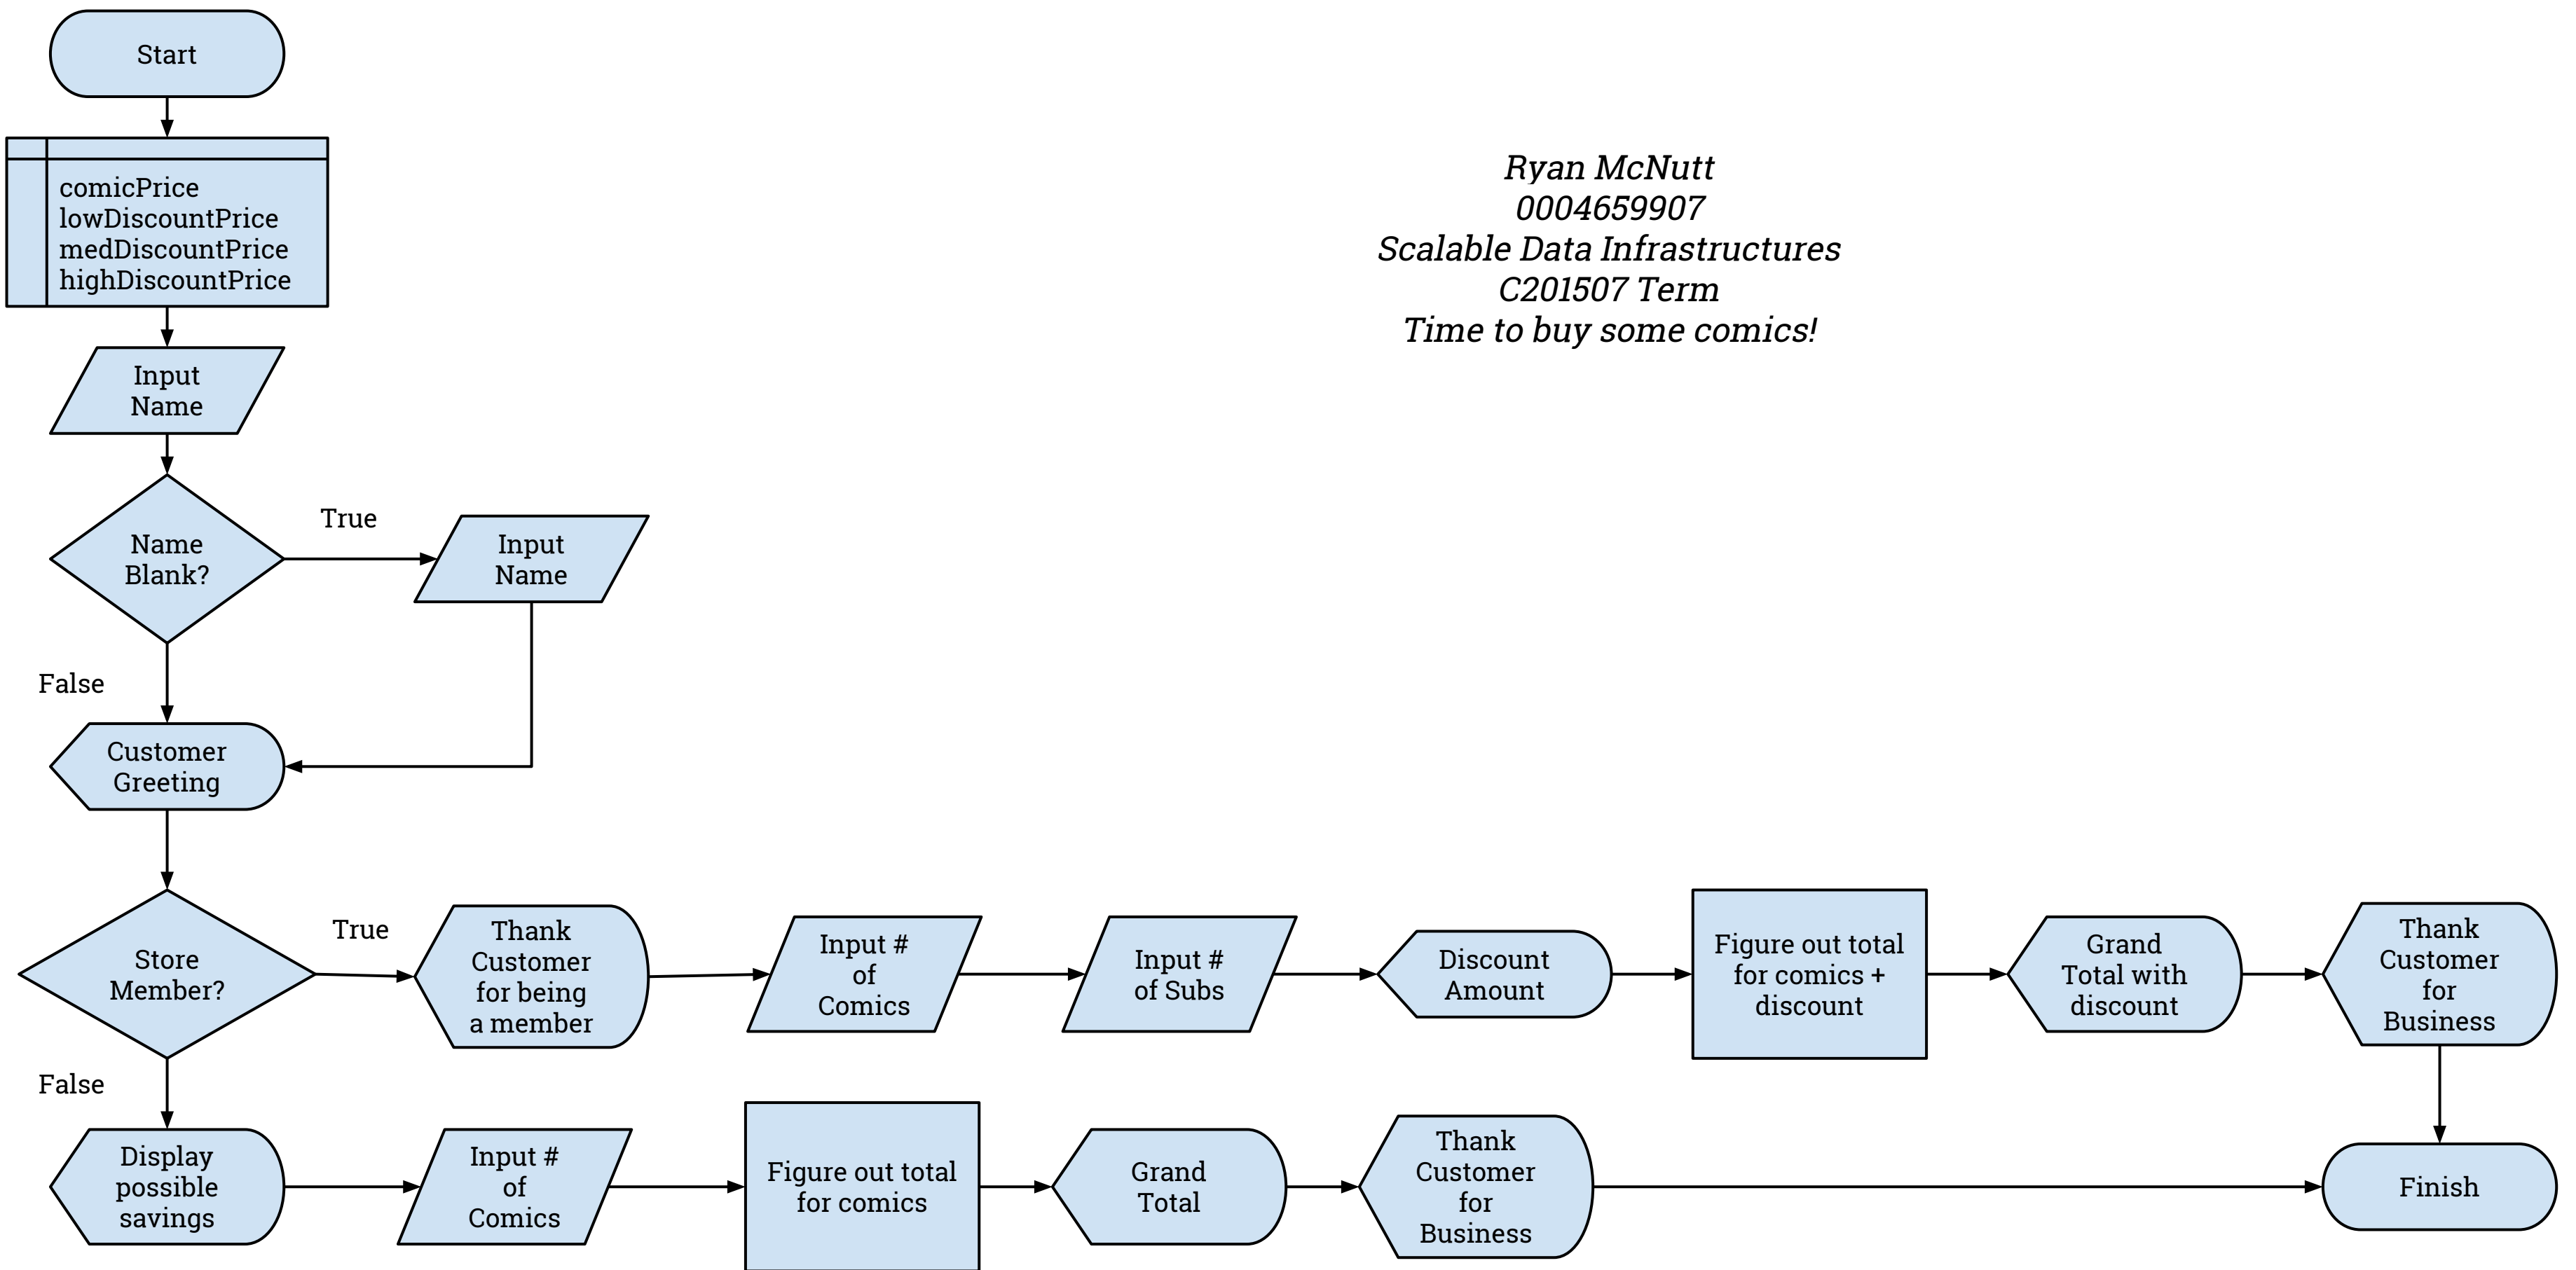 Start
comicPrice
lowDiscountPrice
medDiscountPrice
highDiscountPrice
Ryan McNutt
0004659907
Scalable Data Infrastructures
C201507 Term
Time to buy some comics!
Input
Name
Name
Blank?
True
Input
Name
False
Customer
Greeting
Store
Member?
True
Thank
Customer
for being
a member
Input #
of
Comics
Input #
of Subs
Discount
Amount
Figure out total
for comics +
discount
Grand
Total with
discount
Thank
Customer
for
Business
False
Display
possible
savings
Input #
of
Comics
Figure out total
for comics
Grand
Total
Thank
Customer
for
Business
Finish